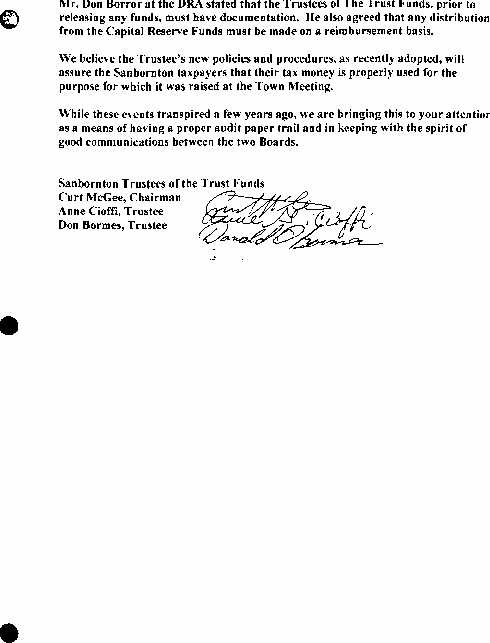 Mr. Don Borror at the DRA stated that the Trustees of The Trust Funds, prior to
releasing any funds, must have documentation. He also agreed that any distribution
from the Capital Reserve Funds must be made on a reimbursement basis.
We believe the Trustee's new policies and procedures, as recently adopted, will
assure the Sanbornton taxpayers that their tax money is properly used for the
purpose for which it was raised at the Town Meeting.
While these events transpired a few years ago, we are bringing this to your attention
as a means of having a proper audit paper trail and in keeping with the spirit of
good communications between the two Boards.
Sanbornton Trustees of the Trust Funds
Curt McGee, Chairman
Anne Cioffi, Trustee
Don Bormes, Trustee
Cioffi
Donald Bormes